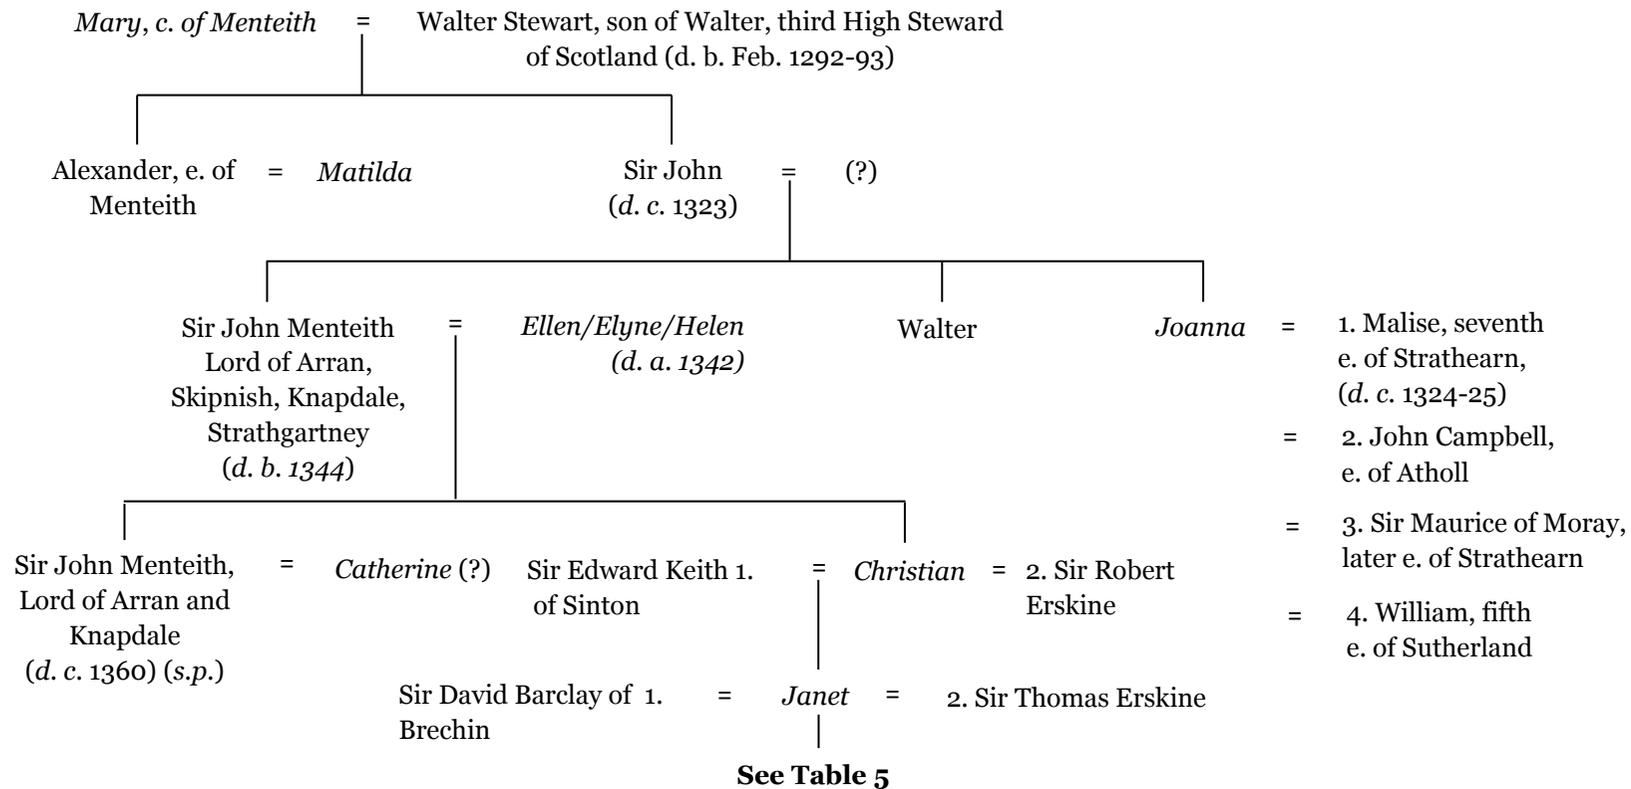 Mary, c. of Menteith = Walter Stewart, son of Walter, third High Steward
of Scotland (d. b. Feb. 1292-93)
Alexander, e. of = Matilda
Menteith
Sir John = (?)
(d. c. 1323)
Sir John Menteith =
Lord of Arran,
Skipnish, Knapdale,
Strathgartney
(d. b. 1344)
Ellen/Elyne/Helen
(d. a. 1342)
Walter
Joanna = 1. Malise, seventh
e. of Strathearn,
(d. c. 1324-25)
= 2. John Campbell,
e. of Atholl
= 3. Sir Maurice of Moray,
later e. of Strathearn
= 4. William, fifth
e. of Sutherland
Sir John Menteith, = Catherine (?)
Lord of Arran and
Knapdale
(d. c. 1360) (s.p.)
Sir Edward Keith 1. = Christian = 2. Sir Robert
of Sinton
Erskine
Sir David Barclay of 1. = Janet = 2. Sir Thomas Erskine
Brechin
See Table 5